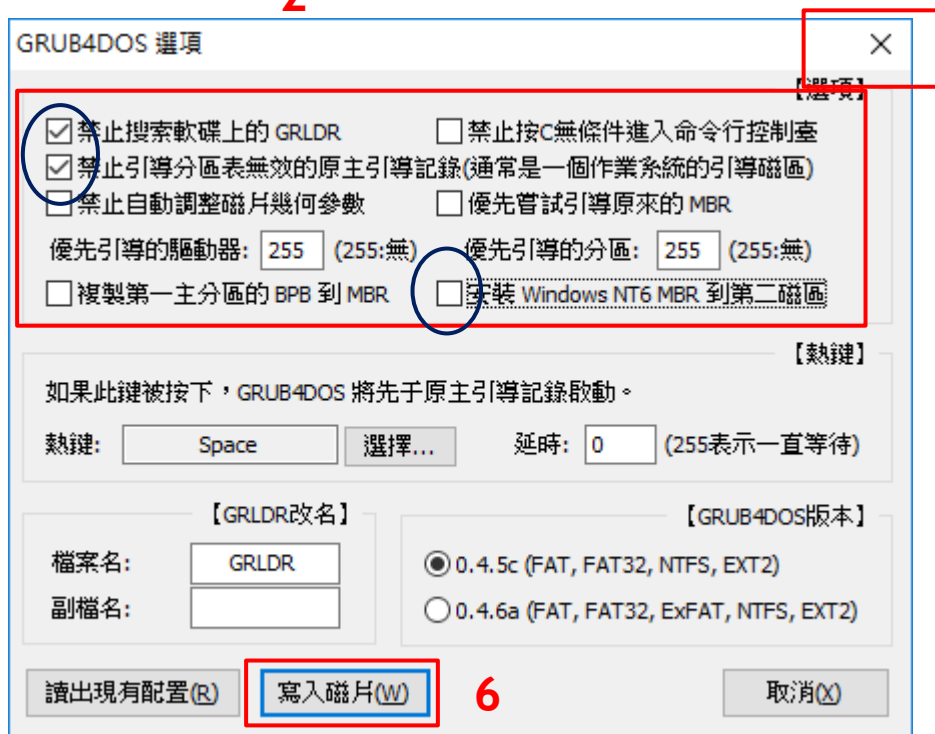 2
GRUB4DOS 選項
【選項】
禁止搜索軟碟上的 GRLDR 禁止按C無條件進入命令行控制臺
禁止引導分區表無效的原主引導記錄(通常是一個作業系統的引導磁區)
禁止自動調整磁片幾何參數 優先嘗試引導原來的 MBR
優先引導的驅動器: 255 (255:無) 優先引導的分區: 255 (255:無)
複製第一主分區的 BPB 到 MBR 安裝 Windows NT6 MBR 到第二磁區
【熱鍵】
如果此鍵被按下，GRUB4DOS 將先于原主引導記錄啟動。
熱鍵: Space 選擇... 延時: 0 (255表示一直等待)
【GRLDR改名】 【GRUB4DOS版本】
檔案名: GRLDR 0.4.5c (FAT, FAT32, NTFS, EXT2)
副檔名: 0.4.6a (FAT, FAT32, ExFAT, NTFS, EXT2)
讀出現有配置(R) 寫入磁片(W) 6 取消(X)